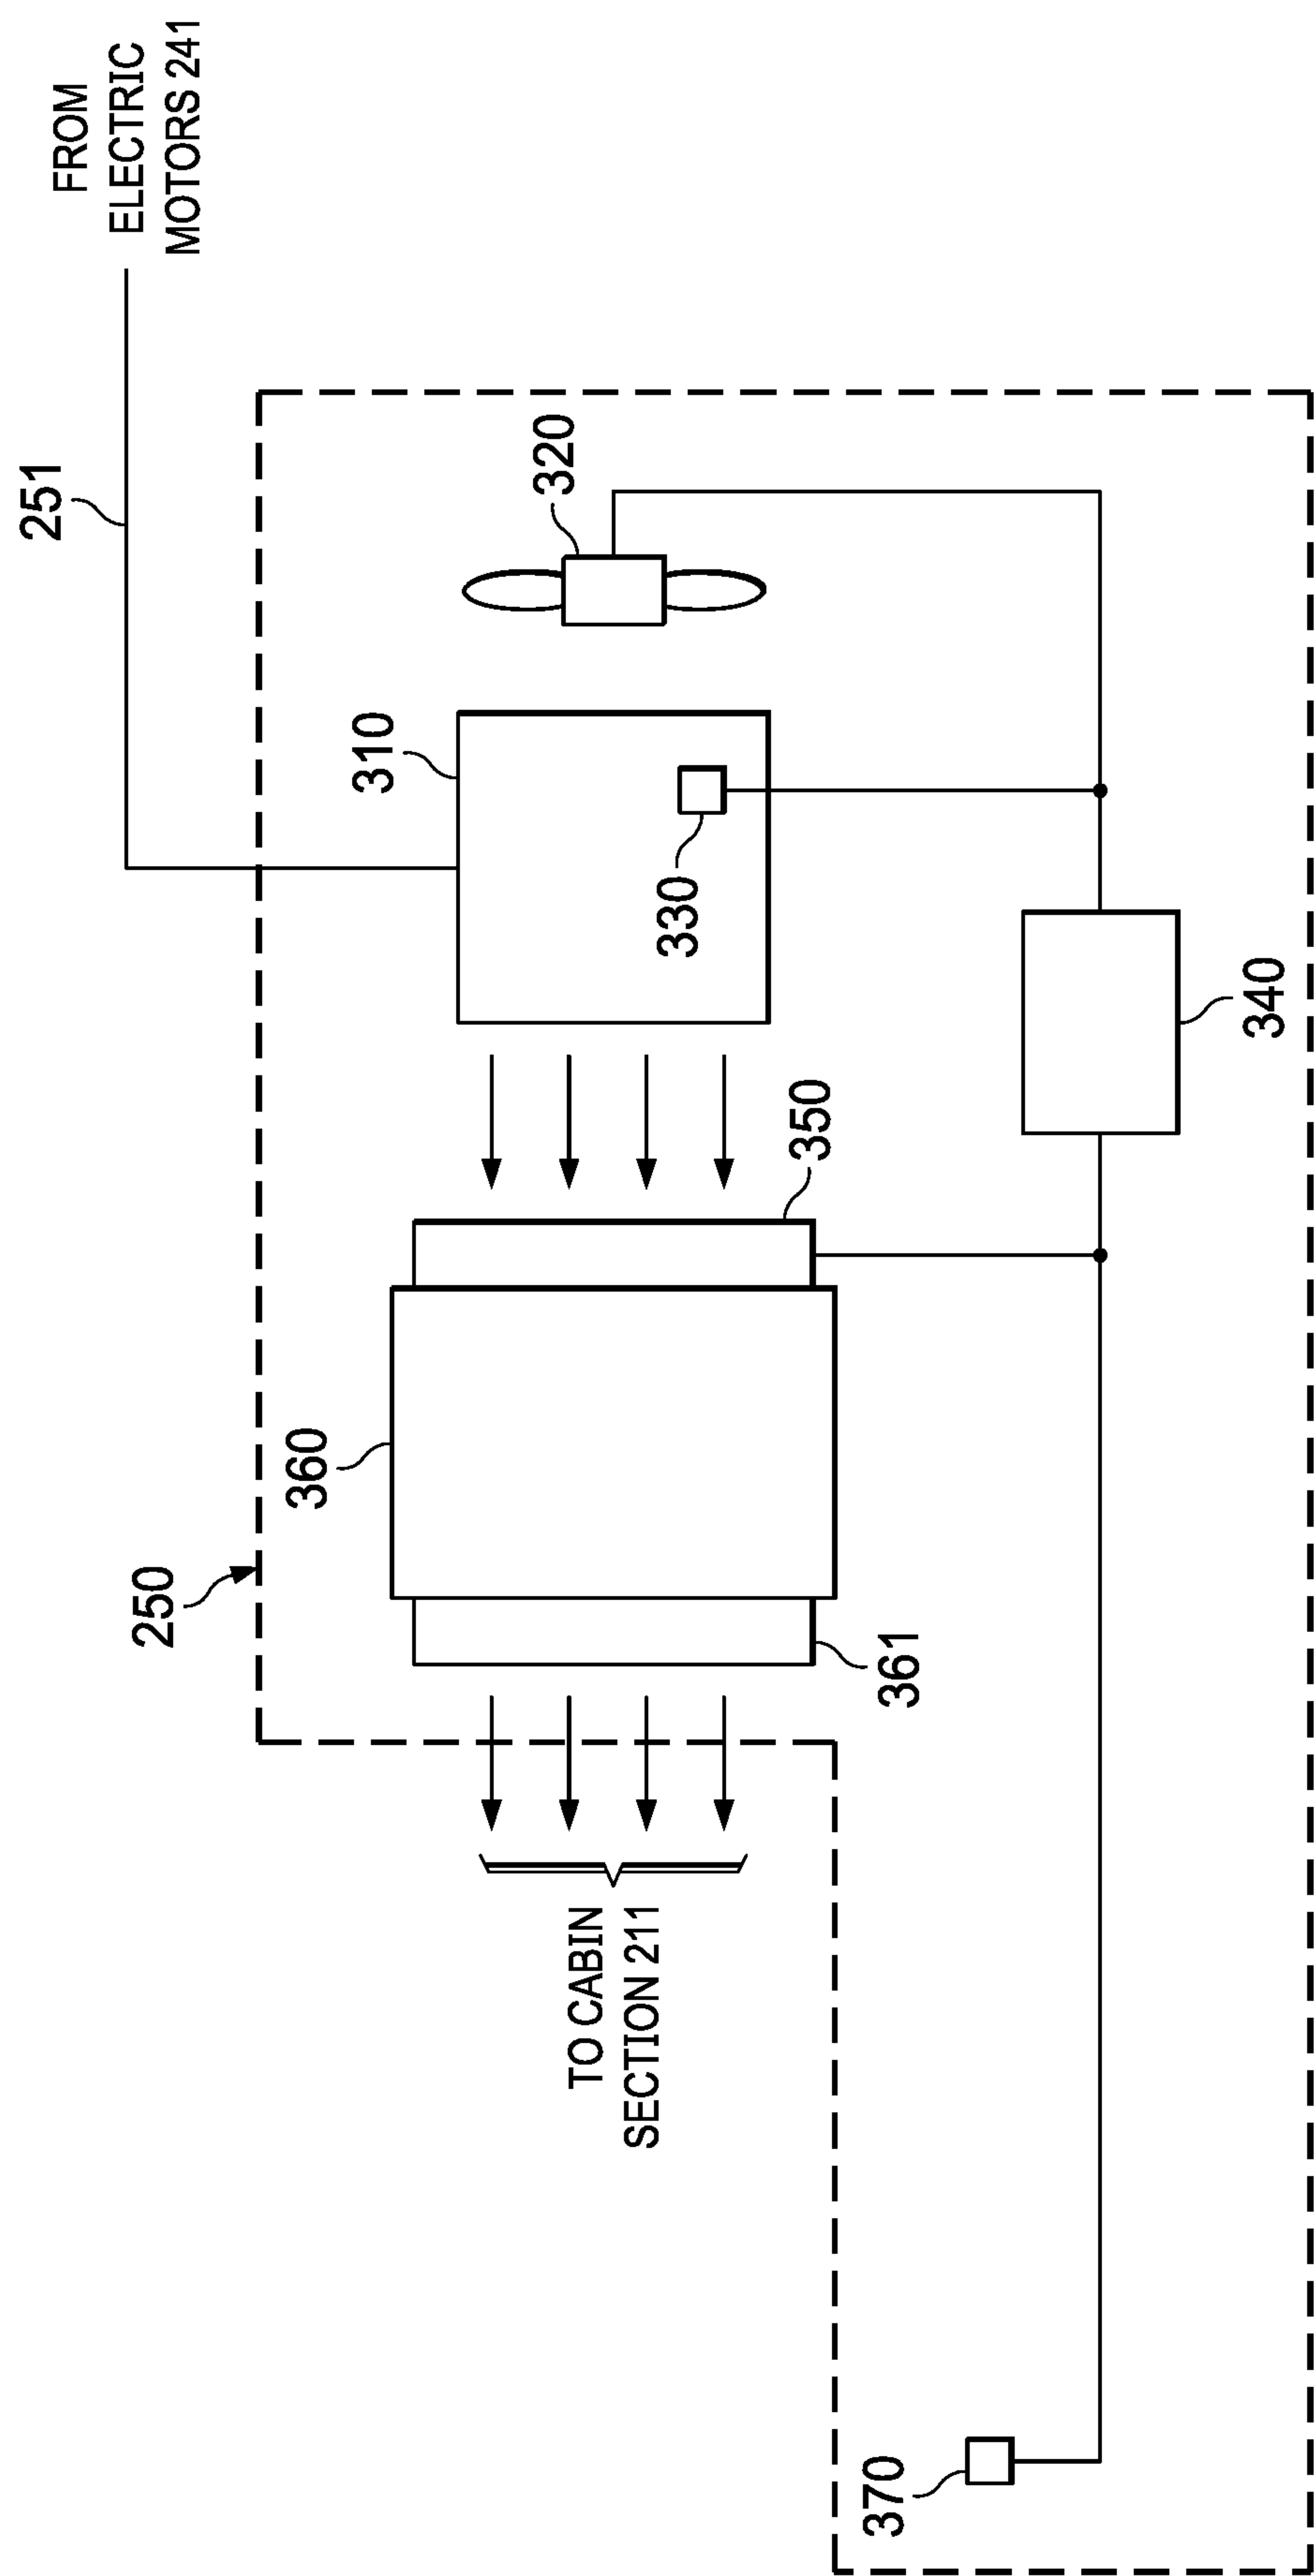 FROM
ELECTRIC
MOTORS 241
251
320
310
330
340
350
360
250
361
TO CABIN
SECTION 211
370